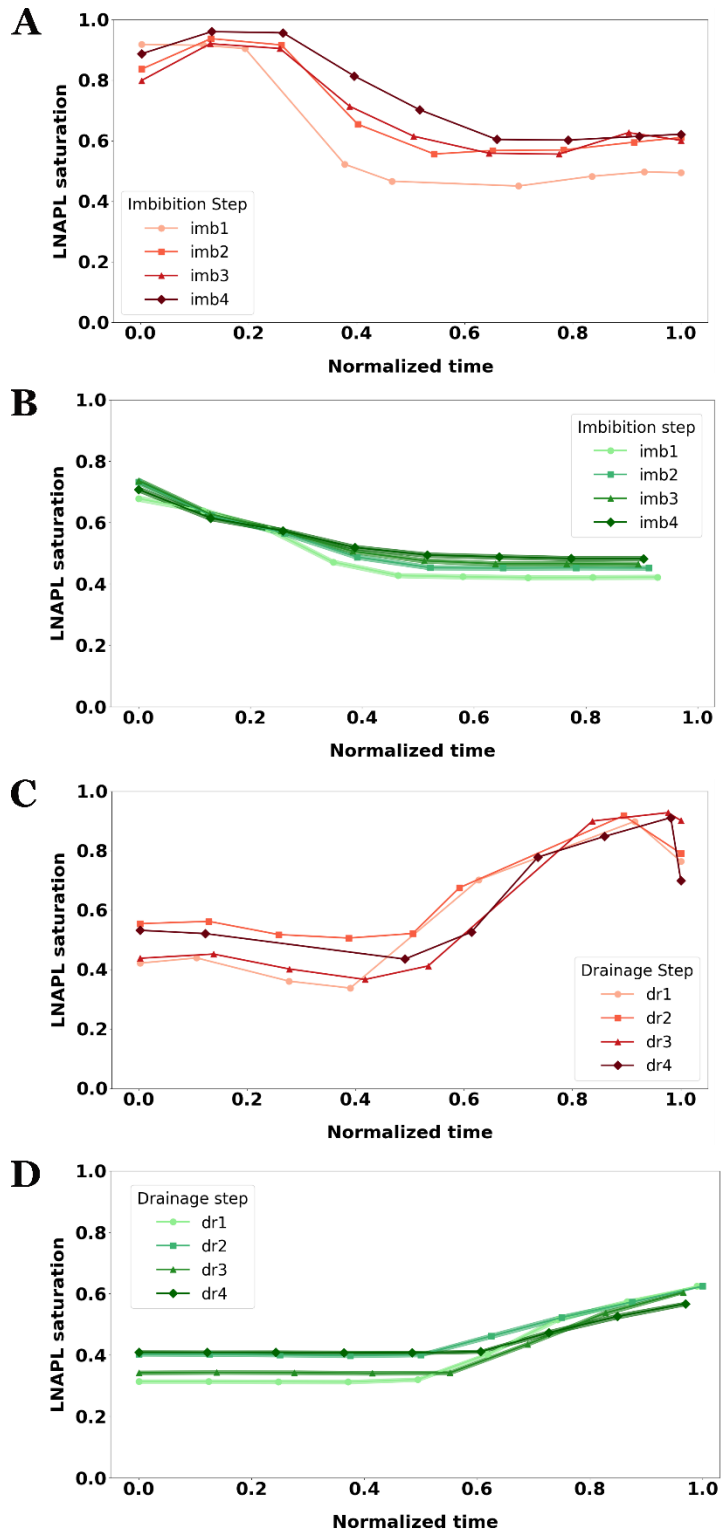 A
1.0
0.8
0.6
0.4
0.2
0.0
LNAPL saturation
Imbibition Step
imb1
imb2
imb3
imb4
0.0 0.2 0.4 0.6 0.8 1.0
Normalized time
B
1.0
0.8
0.6
0.4
0.2
0.0
LNAPL saturation
Imbibition step
imb1
imb2
imb3
imb4
0.0 0.2 0.4 0.6 0.8 1.0
Normalized time
C
1.0
0.8
0.6
0.4
0.2
0.0
LNAPL saturation
Drainage Step
dr1
dr2
dr3
dr4
0.0 0.2 0.4 0.6 0.8 1.0
Normalized time
D
1.0
0.8
0.6
0.4
0.2
0.0
LNAPL saturation
Drainage step
dr1
dr2
dr3
dr4
0.0 0.2 0.4 0.6 0.8 1.0
Normalized time